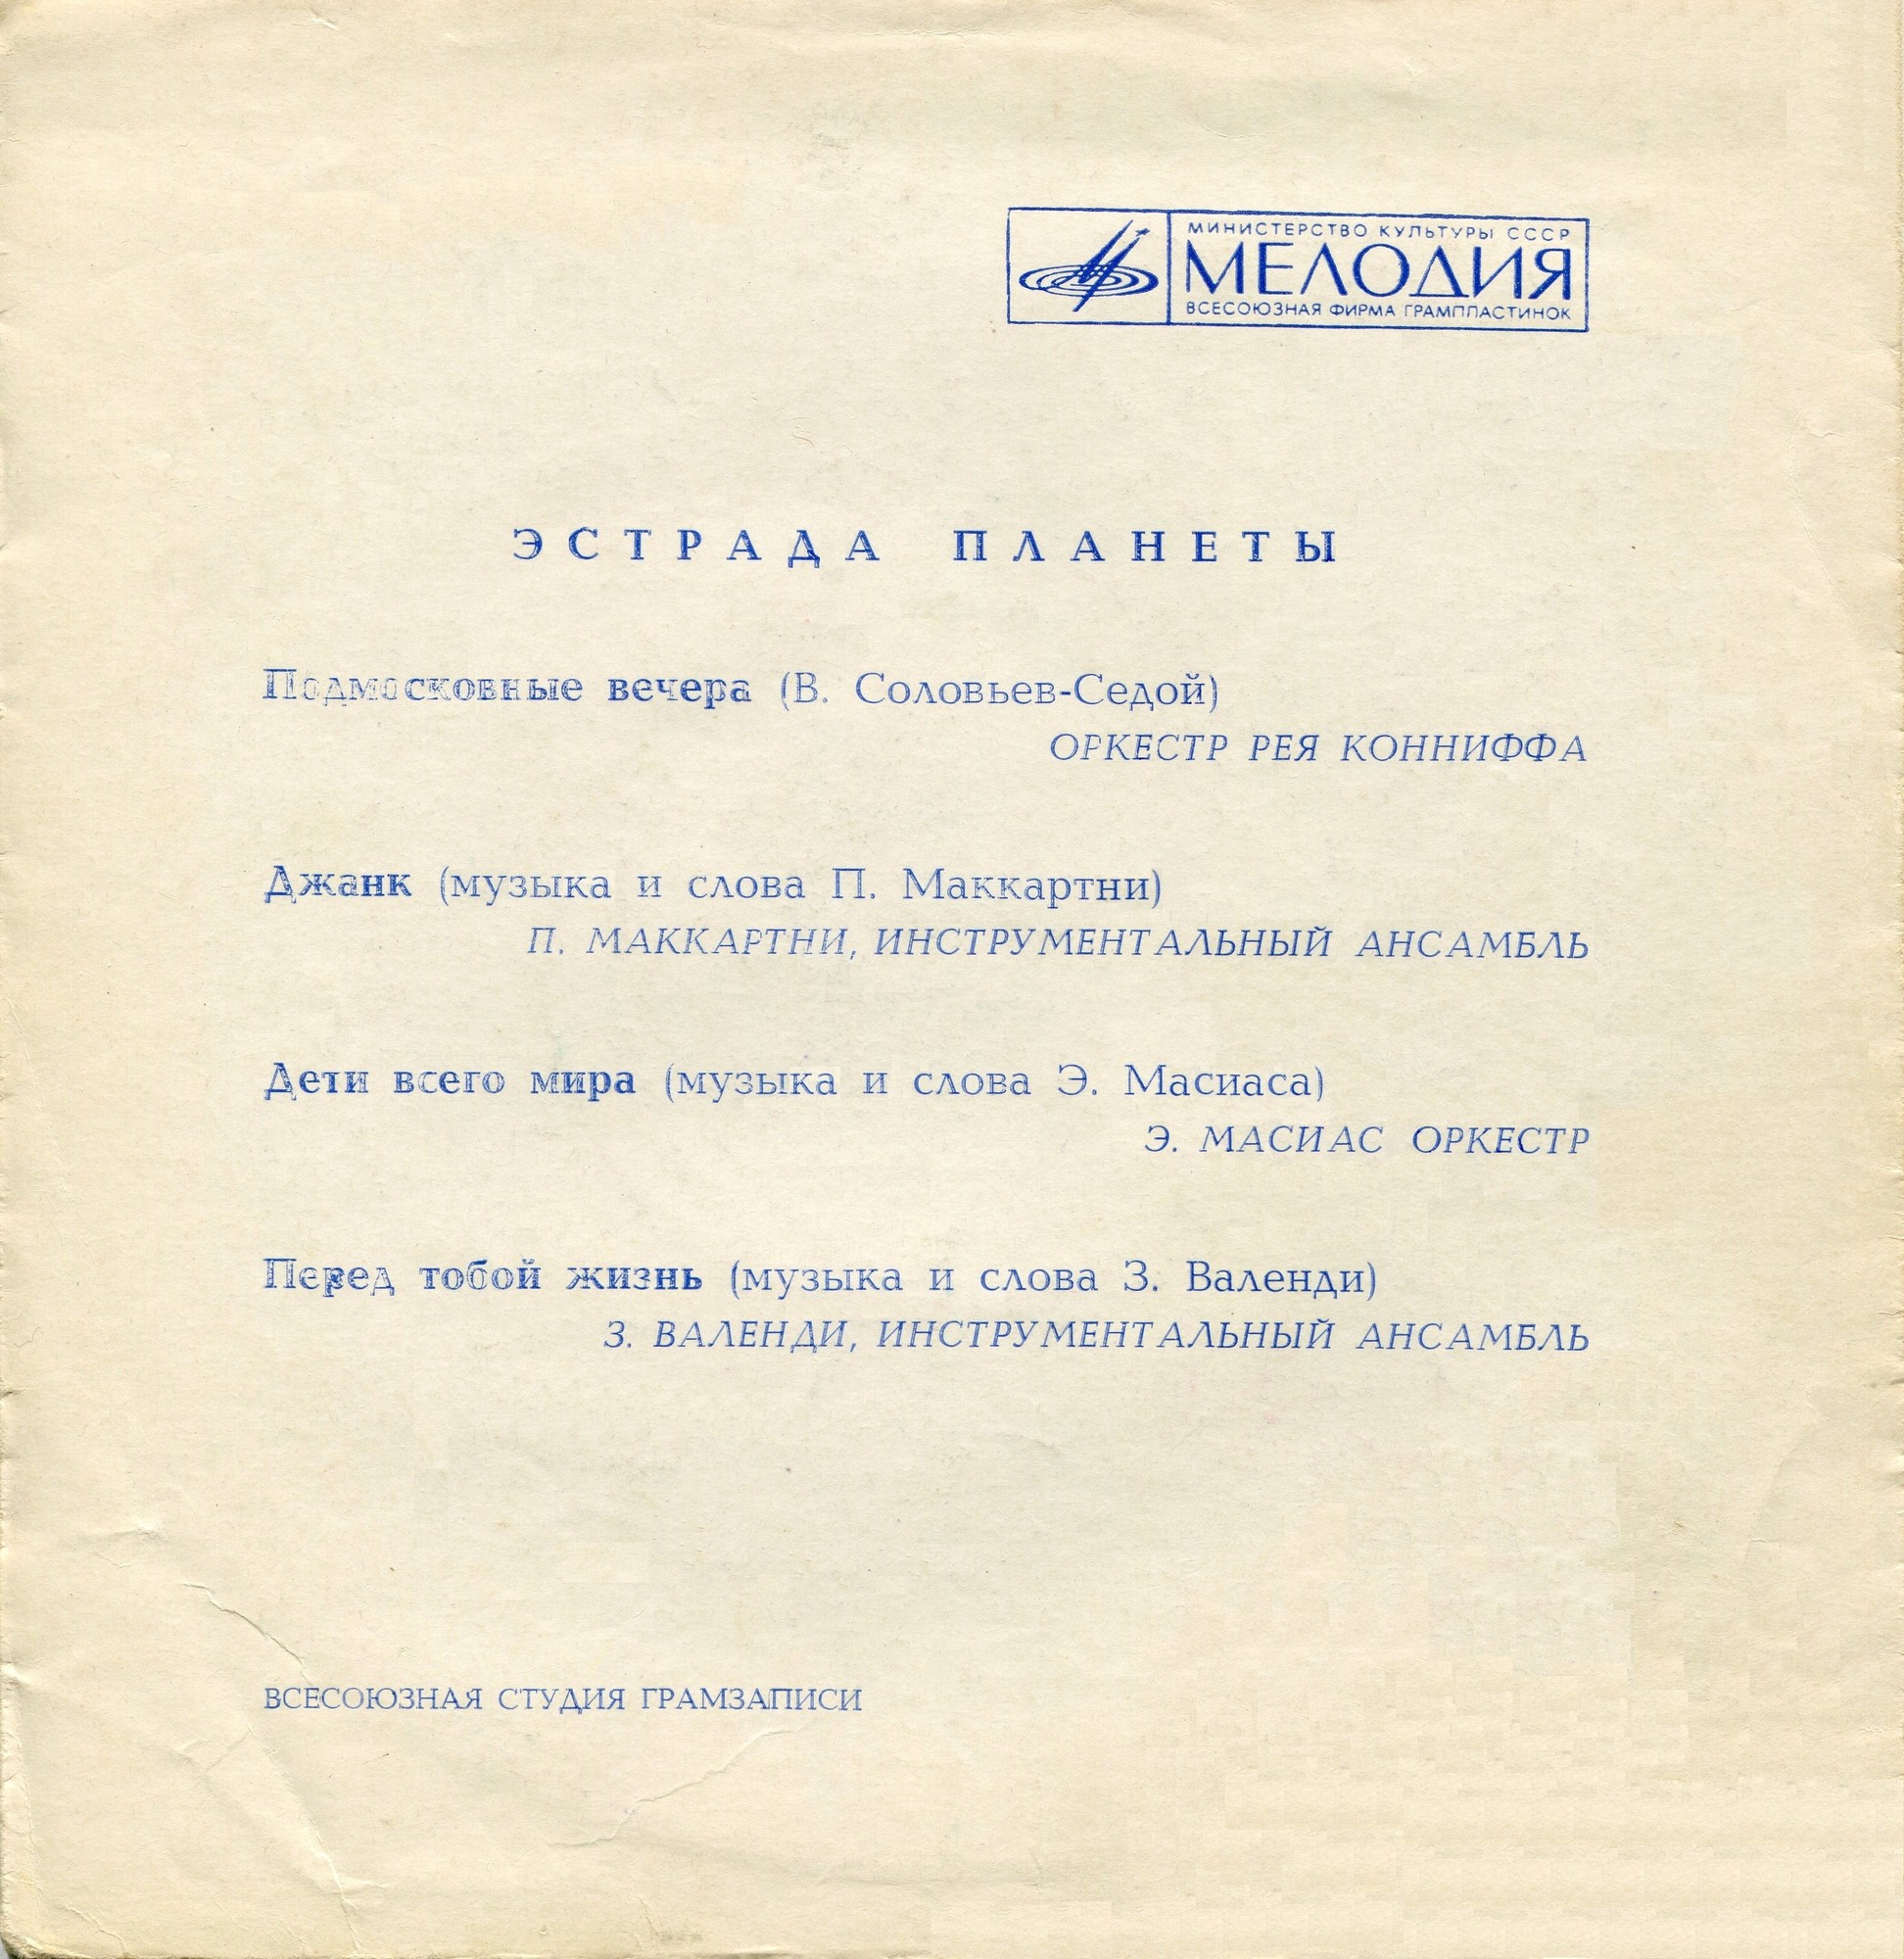 МИНИСТЕРСТВО КУЛЬТУРЫ СССР
МЕЛОДИЯ
ВСЕСОЮЗНАЯ ФИРМА ГРАМПЛАСТИНОК
ЭСТРАДА ПЛАНЕТЫ
Подмосковные вечера (В. Соловьев-Седой)
ОРКЕСТР РЕЯ КОННИФФА
Джанк (музыка и слова П. Маккартни)
П. МАККАРТНИ, ИНСТРУМЕНТАЛЬНЫЙ АНСАМБЛЬ
Дети всего мира (музыка и слова Э. Масиаса)
Э. МАСИАС ОРКЕСТР
Перед тобой жизнь (музыка и слова З. Валенди)
З. ВАЛЕНДИ, ИНСТРУМЕНТАЛЬНЫЙ АНСАМБЛЬ
ВСЕСОЮЗНАЯ СТУДИЯ ГРАМЗАПИСИ